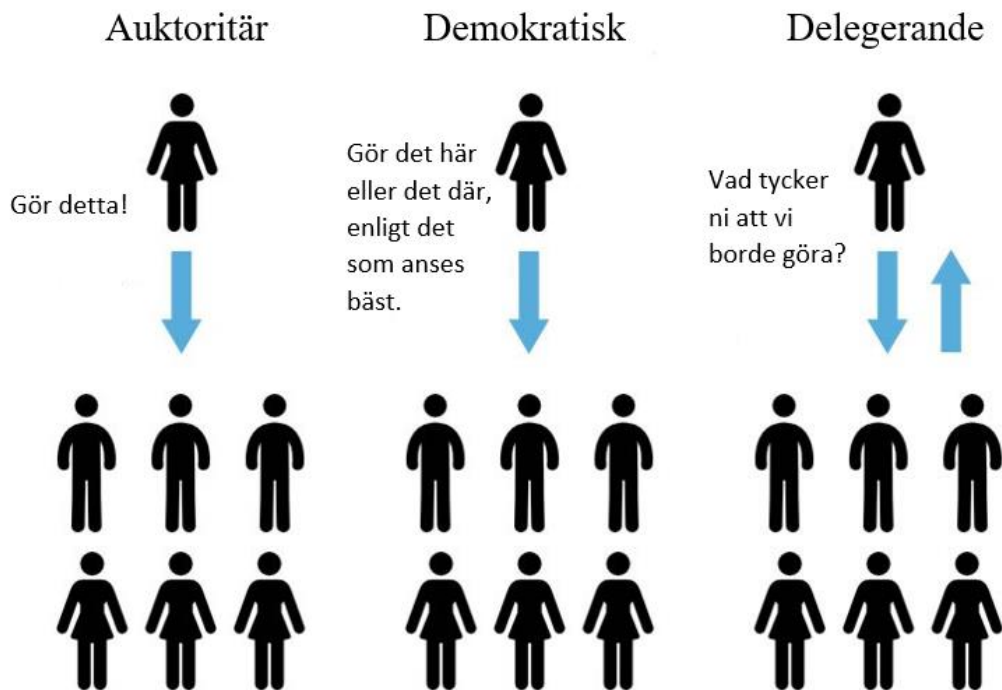 Auktoritär
Demokratisk
Delegerande
Gör detta!
Gör det här
eller det där,
enligt det
som anses
bäst.
Vad tycker
ni att vi
borde göra?